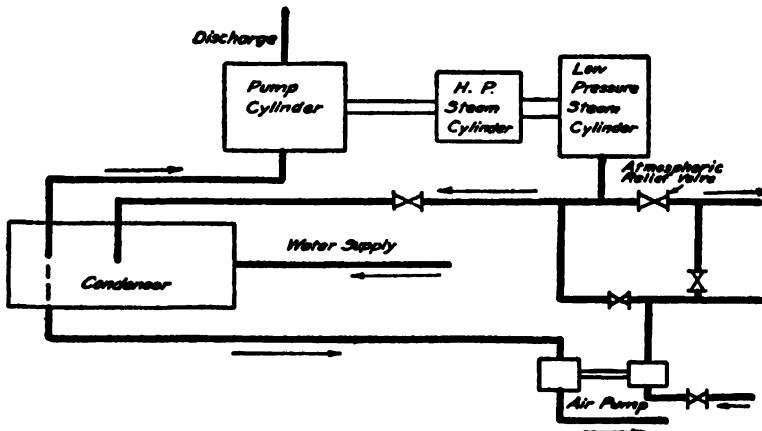 Discharge
Pump
Cylinder
H. P.
Steam
Cylinder
Low
Pressure
Steam
Cylinder
Atmospheric
Relief Valve
Water Supply
Condenser
Air Pump